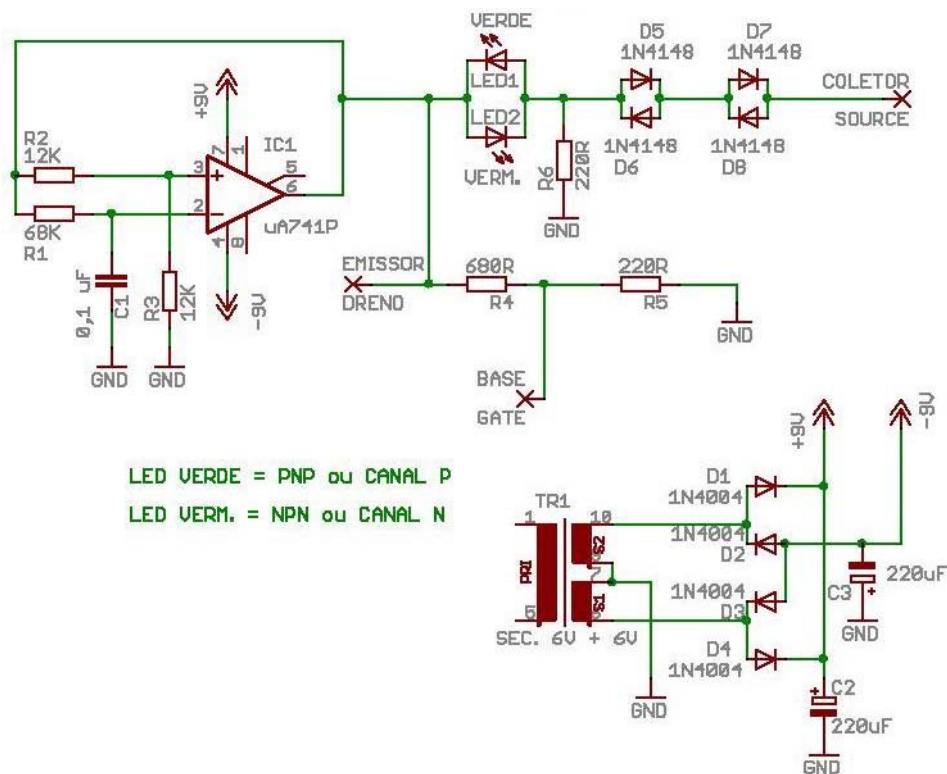 VERDE
LED1
LED2
VERM.
D5
1N4148
D7
1N4148
1N4148
D6
1N4148
D8
COLETOR
SOURCE
R6
220R
GND
+9V
R2
12K
68K
R1
7
1
IC1
3
+
5
6
2
-
uA741P
4
8
-9V
0,1 uF
C1
R3
12K
GND
GND
EMISSOR
DRENO
680R
R4
220R
R5
GND
BASE
GATE
LED VERDE = PNP ou CANAL P
LED VERM. = NPN ou CANAL N
+9V
-9V
TR1
1
10
PRI
S2
7
S1
5
SEC. 6V + 6V
GND
D1
1N4004
1N4004
D2
1N4004
D3
D4
1N4004
C3
220uF
+
GND
+
C2
220uF
GND